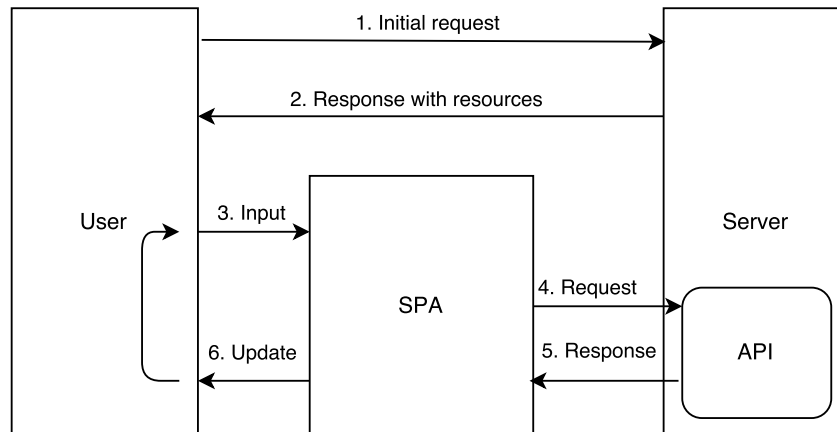 1. Initial request
2. Response with resources
3. Input
User
Server
4. Request
SPA
6. Update
5. Response
API